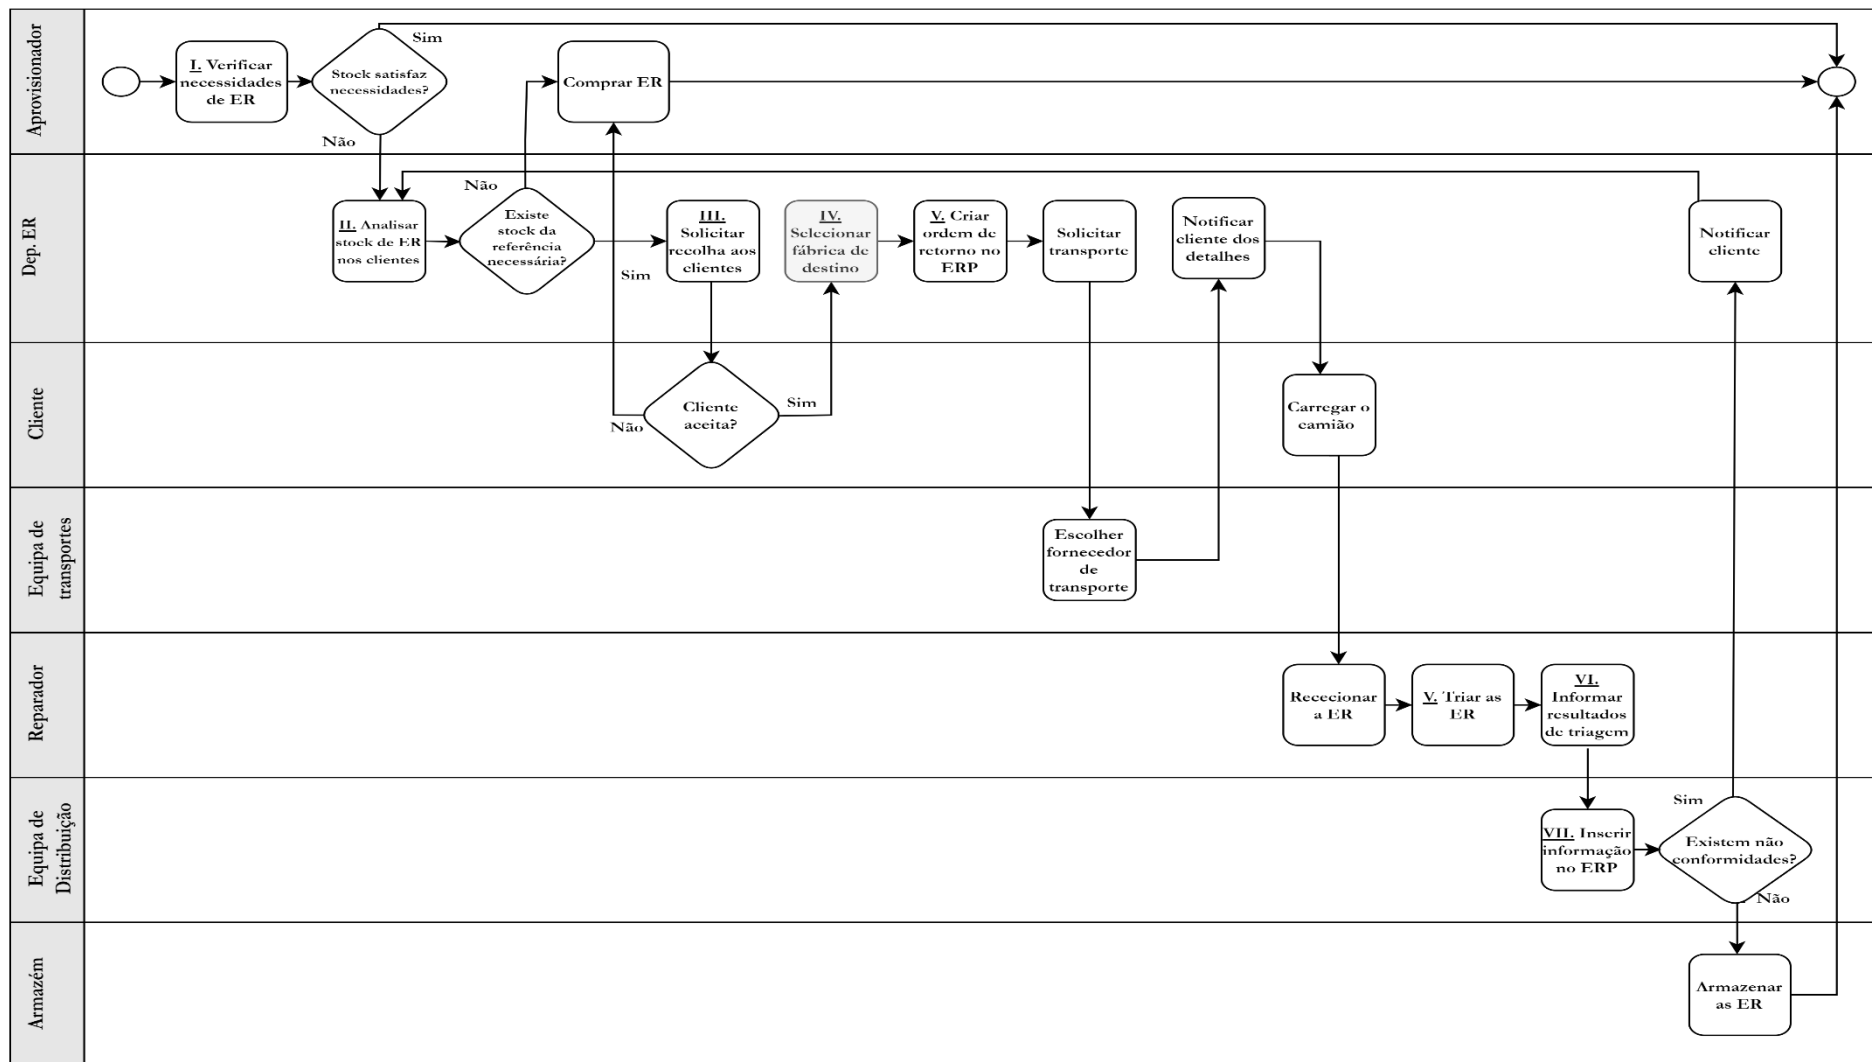 Aprovisionador
I. Verificar
necessidades
de ER
Stock satisfaz
necessidades?
Sim
Não
Comprar ER
Dep. ER
II. Analisar
stock de ER
nos clientes
Não
Existe
stock da
referência
necessária?
Sim
III.
Solicitar
recolha aos
clientes
IV.
Selecionar
fábrica de
destino
V. Criar
ordem de
retorno no
ERP
Solicitar
transporte
Notificar
cliente dos
detalhes
Notificar
cliente
Cliente
Não
Cliente
aceita?
Sim
Carregar o
camião
Equipa de
transportes
Escolher
fornecedor
de
transporte
Reparador
Rececionar
a ER
V. Triar as
ER
VI.
Informar
resultados
de triagem
Equipa de
Distribuição
VII. Inserir
informação
no ERP
Sim
Existem não
conformidades?
Não
Armazém
Armazenar
as ER